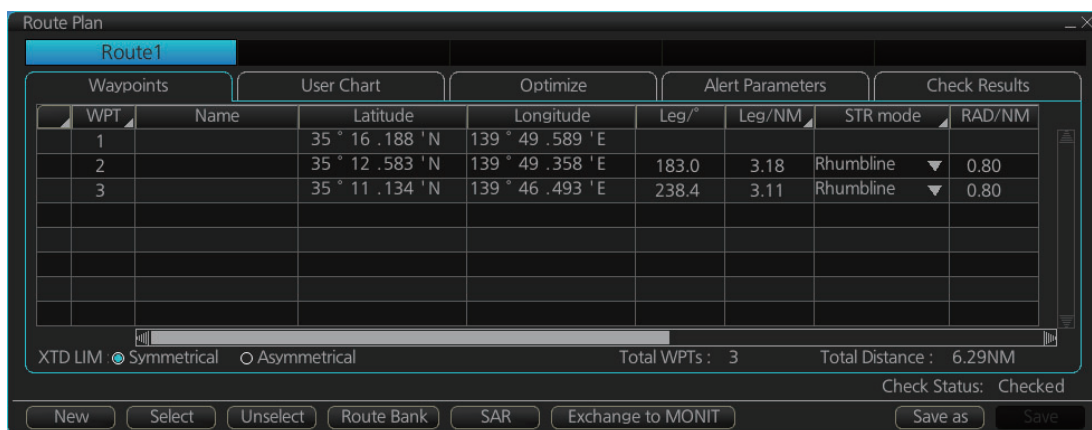 Route Plan
Route1
Waypoints User Chart Optimize Alert Parameters Check Results
WPT Name Latitude Longitude Leg/° Leg/NM STR mode RAD/NM
1 35 ° 16 .188 'N 139 ° 49 .589 'E
2 35 ° 12 .583 'N 139 ° 49 .358 'E 183.0 3.18 Rhumbline 0.80
3 35 ° 11 .134 'N 139 ° 46 .493 'E 238.4 3.11 Rhumbline 0.80
XTD LIM : Symmetrical Asymmetrical Total WPTs : 3 Total Distance : 6.29NM
Check Status: Checked
New Select Unselect Route Bank SAR Exchange to MONIT Save as Save